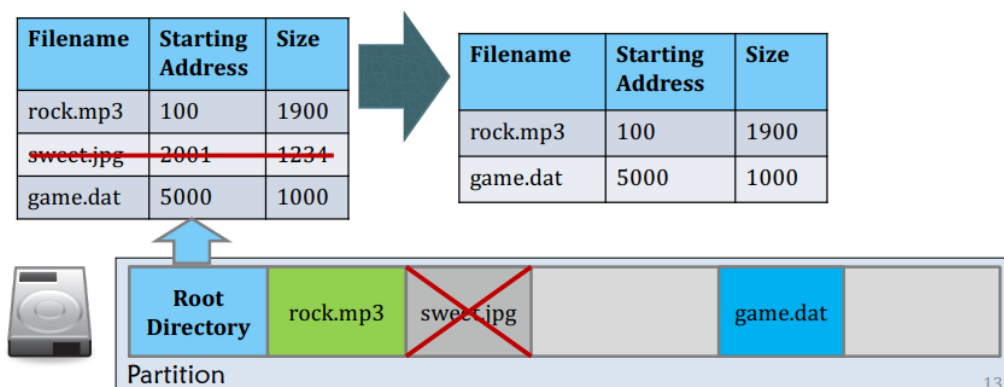 Filename Starting Address Size
rock.mp3 100 1900
sweet.jpg 2001 1234
game.dat 5000 1000
Filename Starting Address Size
rock.mp3 100 1900
game.dat 5000 1000
Root Directory
rock.mp3
sweet.jpg
game.dat
Partition
13